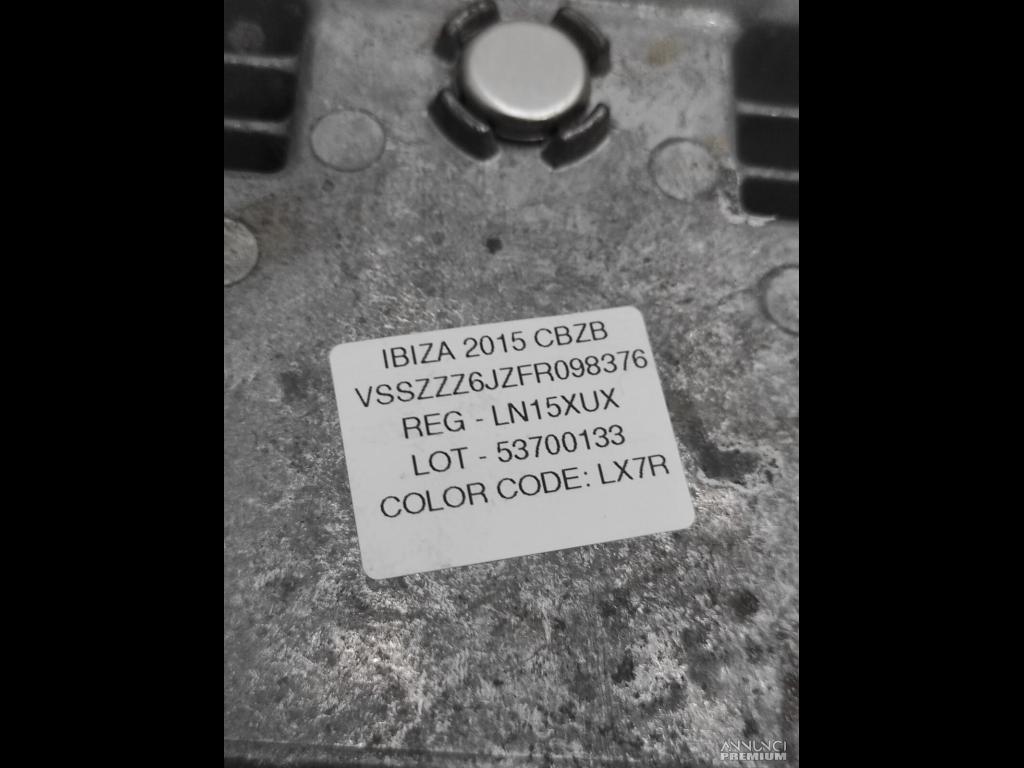 IBIZA 2015 CBZB
VSSZZZ6JZFR098376
REG - LN15XUX
LOT - 53700133
COLOR CODE: LX7R
ANNUNCI
PREMIUM